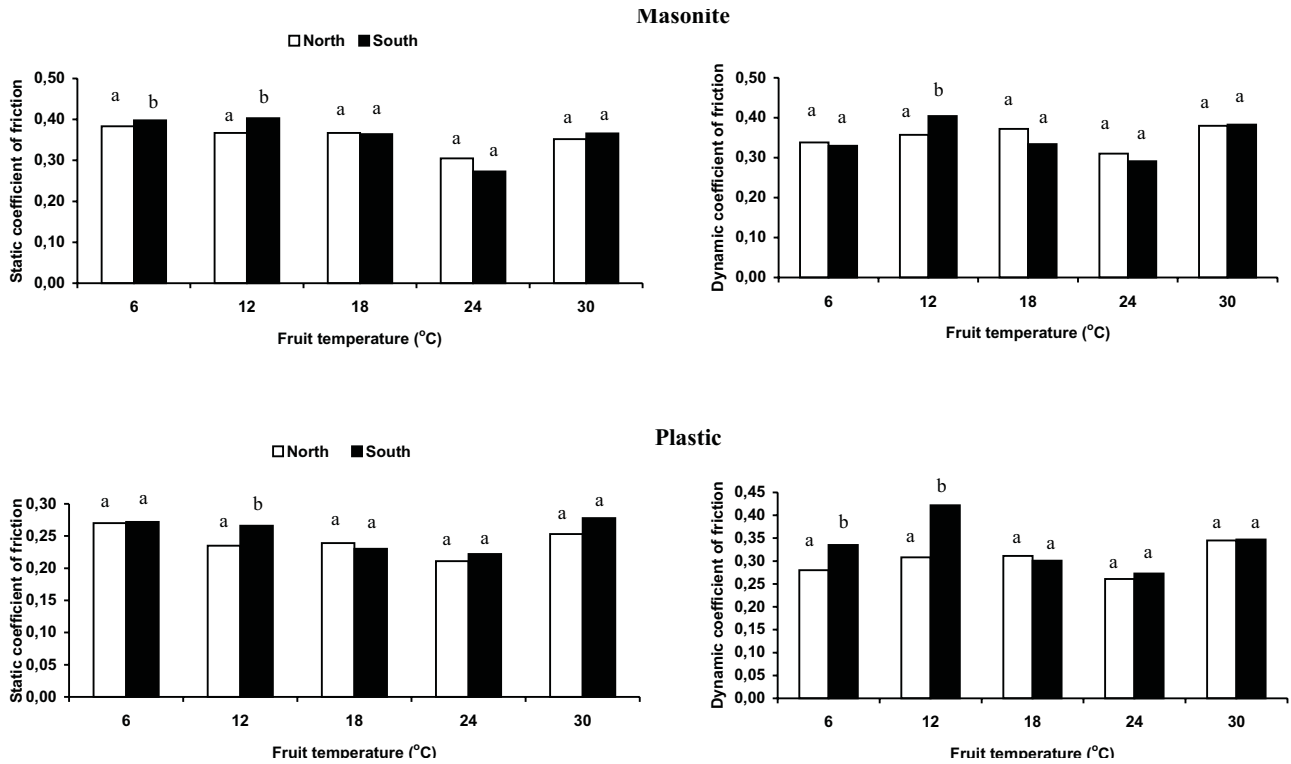 Masonite
North South
Static coefficient of friction
0,50
0,40
0,30
0,20
0,10
0,00
a b a b a a a a a a
6 12 18 24 30
Fruit temperature (°C)
Dynamic coefficient of friction
0,50
0,40
0,30
0,20
0,10
0,00
a a a b a a a a a a
6 12 18 24 30
Fruit temperature (°C)
Plastic
North South
Static coefficient of friction
0,30
0,25
0,20
0,15
0,10
0,05
0,00
a a a b a a a a a a
6 12 18 24 30
Fruit temperature (°C)
Dynamic coefficient of friction
0,45
0,40
0,35
0,30
0,25
0,20
0,15
0,10
0,05
0,00
a b a b a a a a a a
6 12 18 24 30
Fruit temperature (°C)